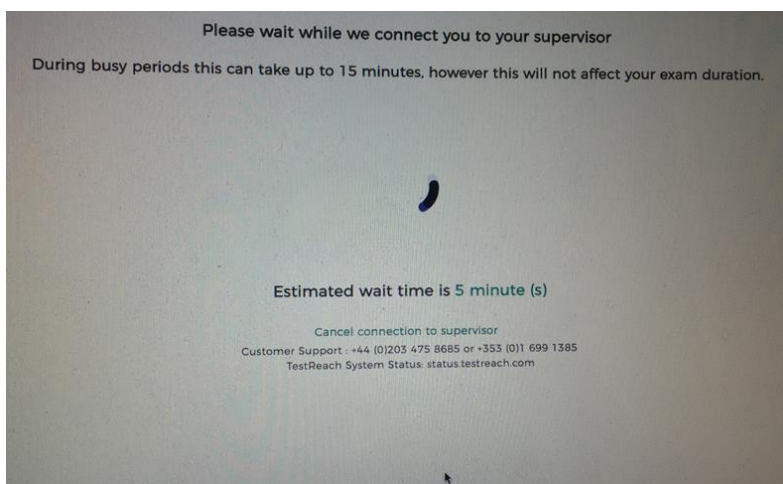 Please wait while we connect you to your supervisor
During busy periods this can take up to 15 minutes, however this will not affect your exam duration.
Estimated wait time is 5 minute (s)
Cancel connection to supervisor
Customer Support : +44 (0)203 475 8685 or +353 (0)1 699 1385
TestReach System Status: status.testreach.com